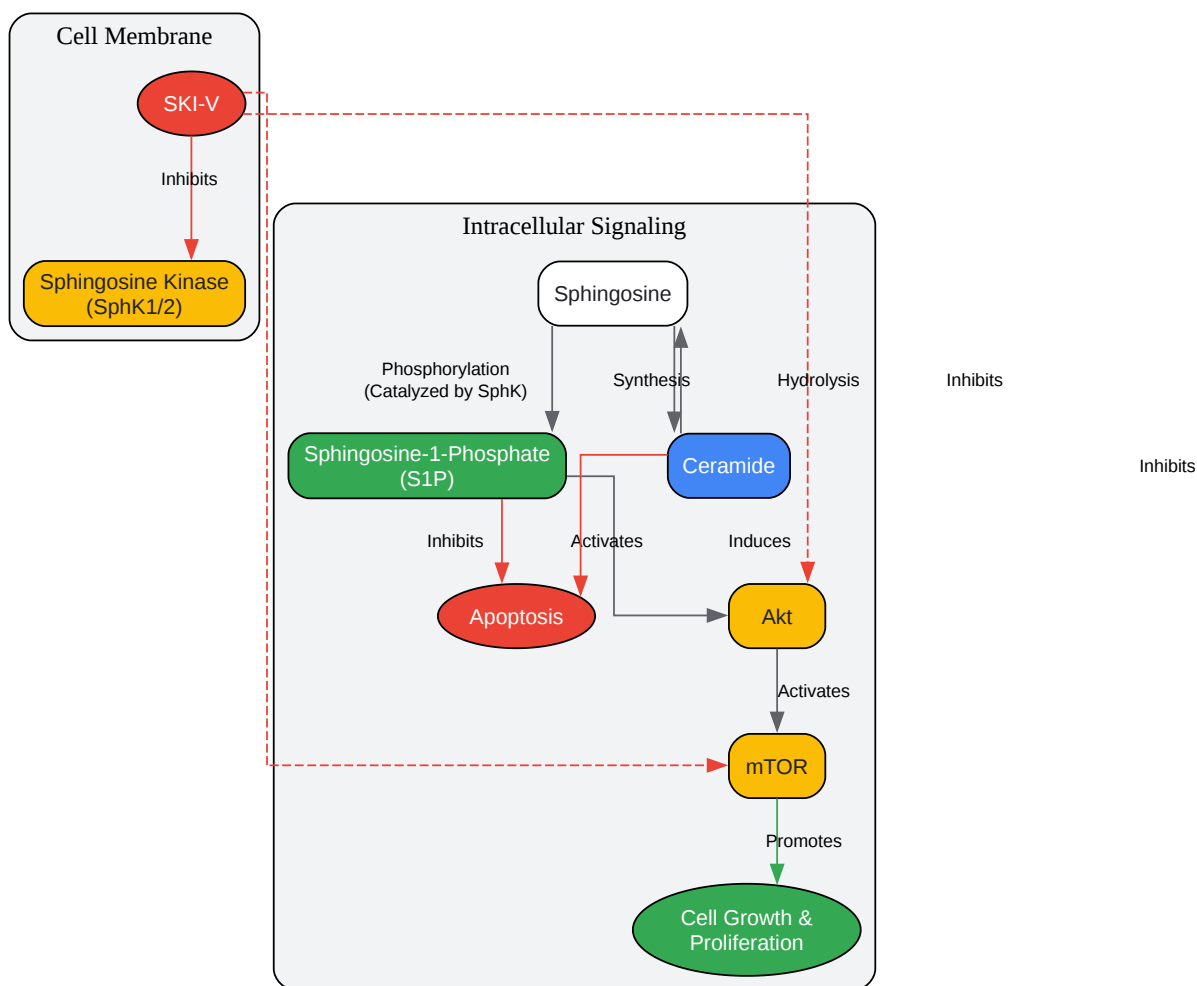 Cell Membrane
SKI-V
Inhibits
Sphingosine Kinase
(SphK1/2)
Intracellular Signaling
Sphingosine
Phosphorylation
(Catalyzed by SphK)
Synthesis
Hydrolysis
Inhibits
Sphingosine-1-Phosphate
(S1P)
Ceramide
Inhibits
Inhibits
Activates
Induces
Apoptosis
Akt
Activates
mTOR
Promotes
Cell Growth &
Proliferation